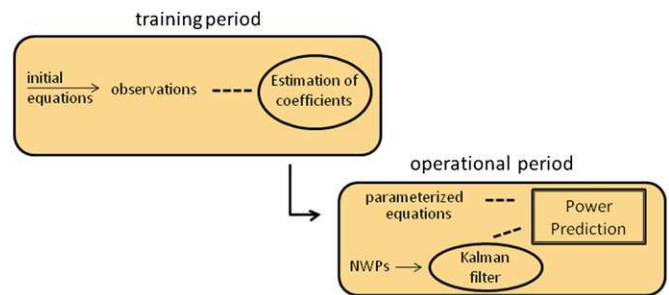 training period
initial
equations
observations
Estimation of
coefficients
operational period
parameterized
equations
Power
Prediction
NWPs
Kalman
filter